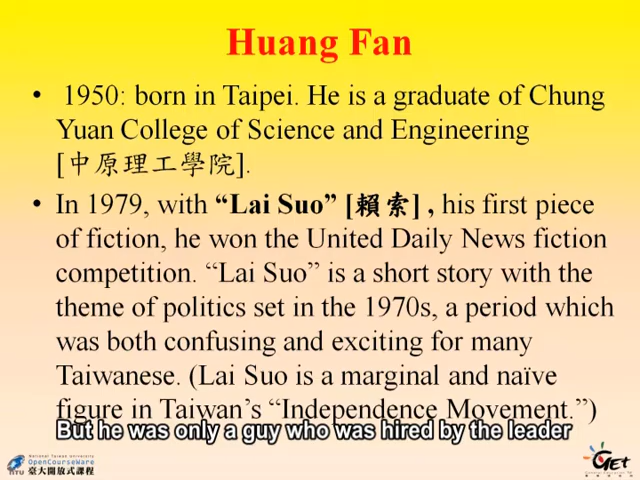 Huang Fan
• 1950: born in Taipei. He is a graduate of Chung
Yuan College of Science and Engineering
[中原理工學院].
• In 1979, with “Lai Suo” [賴索] , his first piece
of fiction, he won the United Daily News fiction
competition. “Lai Suo” is a short story with the
theme of politics set in the 1970s, a period which
was both confusing and exciting for many
Taiwanese. (Lai Suo is a marginal and naïve
figure in Taiwan’s “Independence Movement.”)
But he was only a guy who was hired by the leader
National Taiwan University
OpenCourseWare
NTU 臺大開放式課程
GET